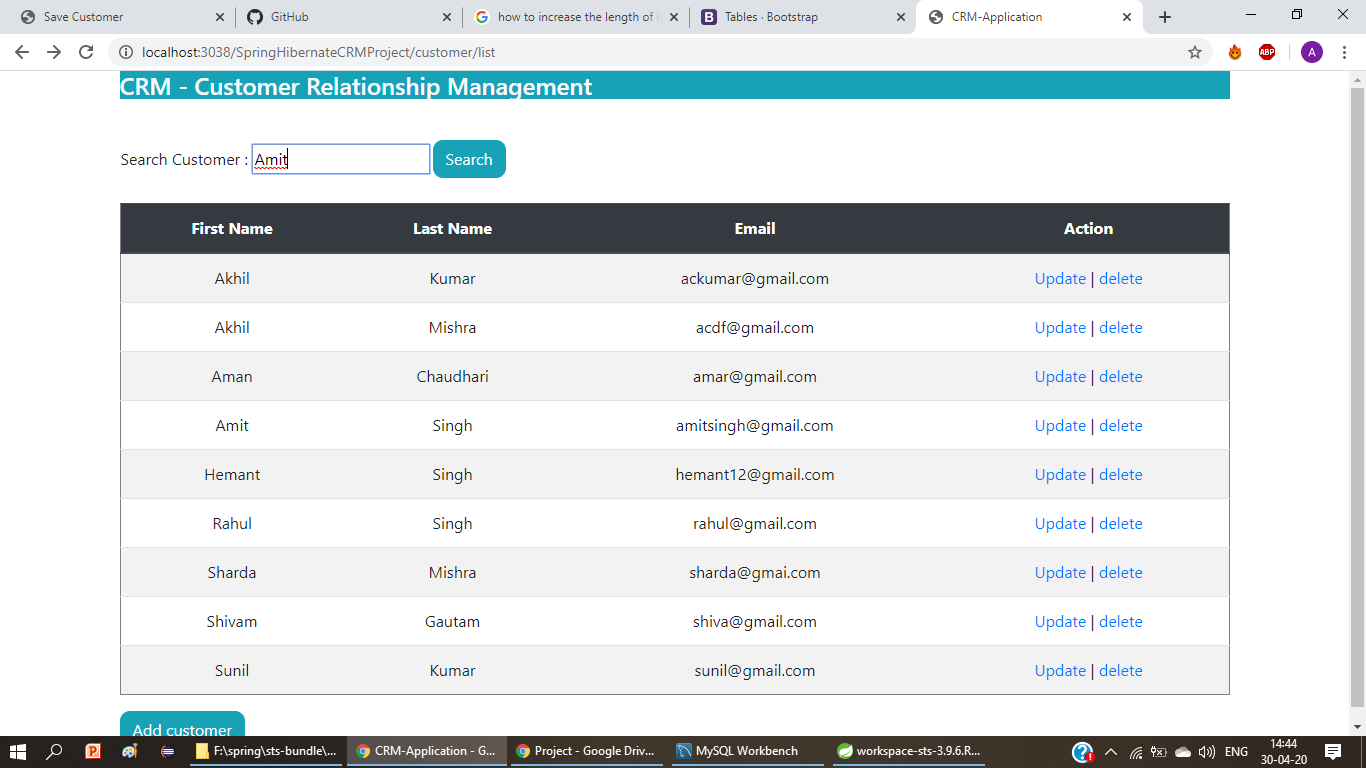 Save Customer
GitHub
how to increase the length of i
Tables · Bootstrap
CRM-Application
localhost:3038/SpringHibernateCRMProject/customer/list
ABP
A
CRM - Customer Relationship Management
Search Customer : Amit Search
First Name Last Name Email Action
Akhil Kumar ackumar@gmail.com Update | delete
Akhil Mishra acdf@gmail.com Update | delete
Aman Chaudhari amar@gmail.com Update | delete
Amit Singh amitsingh@gmail.com Update | delete
Hemant Singh hemant12@gmail.com Update | delete
Rahul Singh rahul@gmail.com Update | delete
Sharda Mishra sharda@gmai.com Update | delete
Shivam Gautam shiva@gmail.com Update | delete
Sunil Kumar sunil@gmail.com Update | delete
Add customer
F:\spring\sts-bundle\...
CRM-Application - G...
Project - Google Driv...
MySQL Workbench
workspace-sts-3.9.6.R...
ENG
14:44
30-04-20